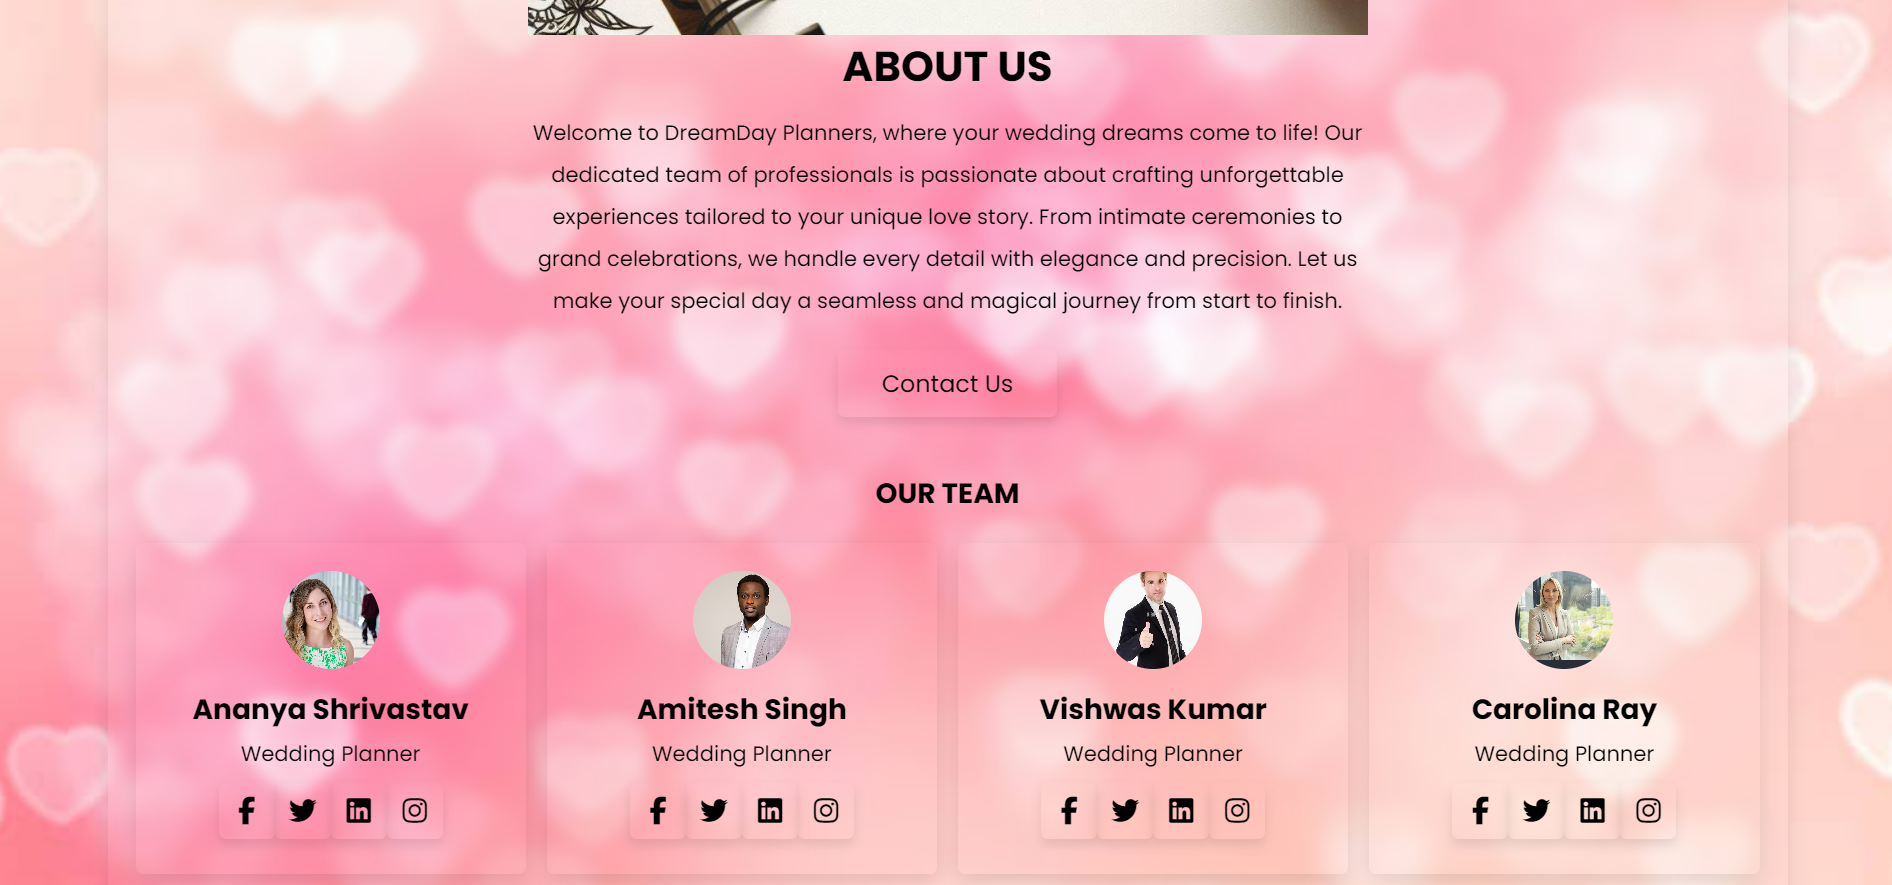 ABOUT US
Welcome to DreamDay Planners, where your wedding dreams come to life! Our
dedicated team of professionals is passionate about crafting unforgettable
experiences tailored to your unique love story. From intimate ceremonies to
grand celebrations, we handle every detail with elegance and precision. Let us
make your special day a seamless and magical journey from start to finish.
Contact Us
OUR TEAM
Ananya Shrivastav
Wedding Planner
Amitesh Singh
Wedding Planner
Vishwas Kumar
Wedding Planner
Carolina Ray
Wedding Planner